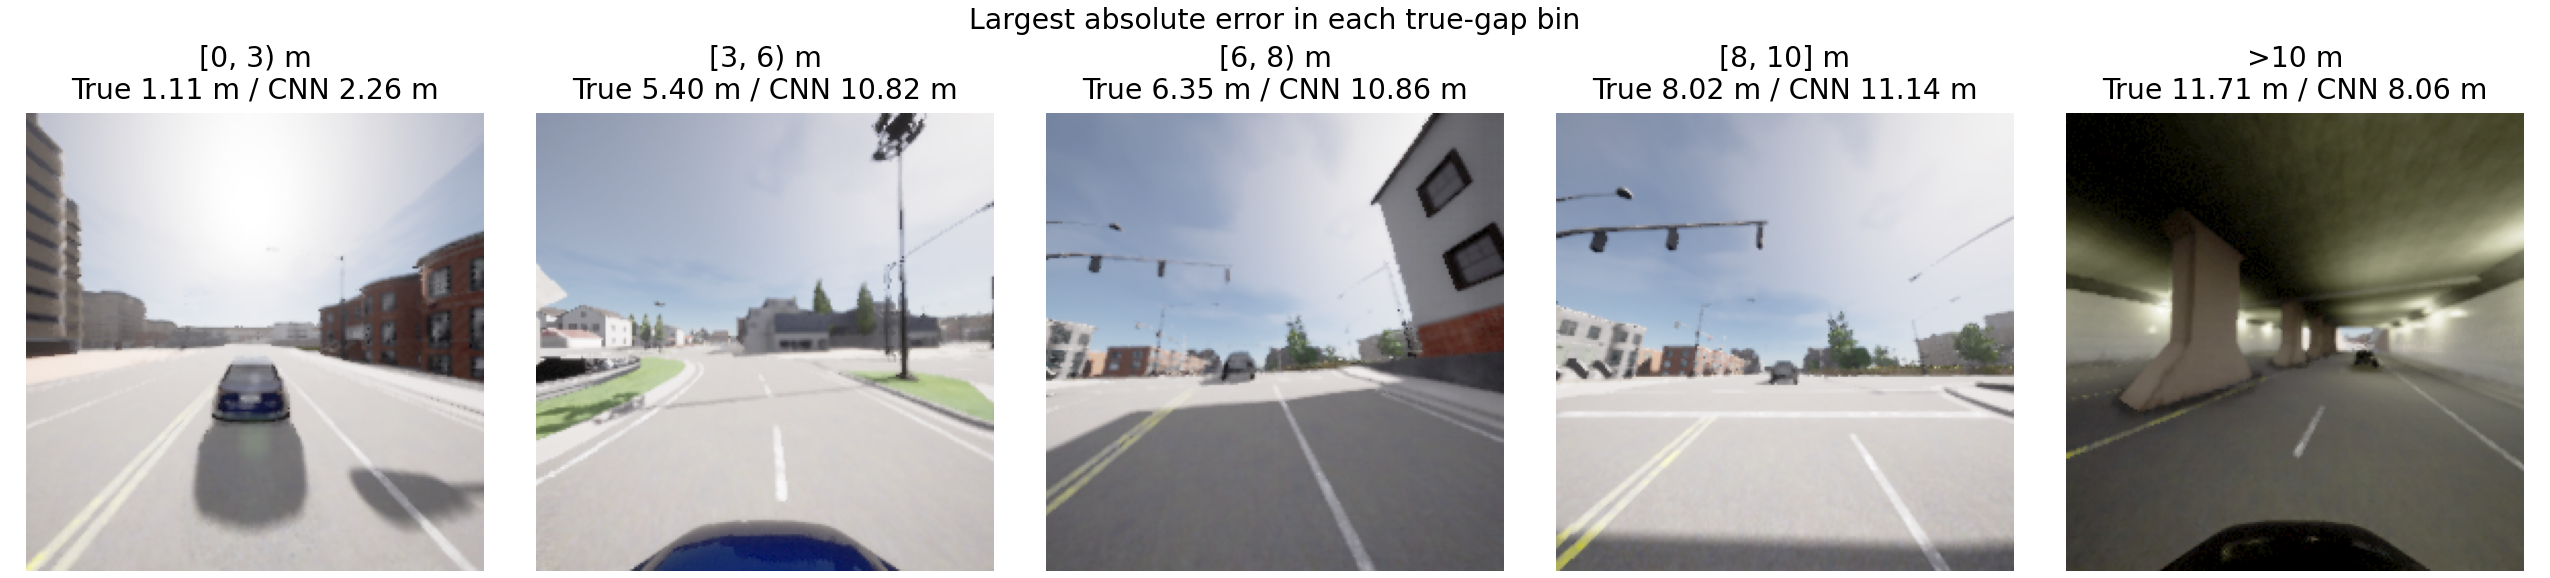 Largest absolute error in each true-gap bin
[0, 3) m
True 1.11 m / CNN 2.26 m
[3, 6) m
True 5.40 m / CNN 10.82 m
[6, 8) m
True 6.35 m / CNN 10.86 m
[8, 10] m
True 8.02 m / CNN 11.14 m
>10 m
True 11.71 m / CNN 8.06 m